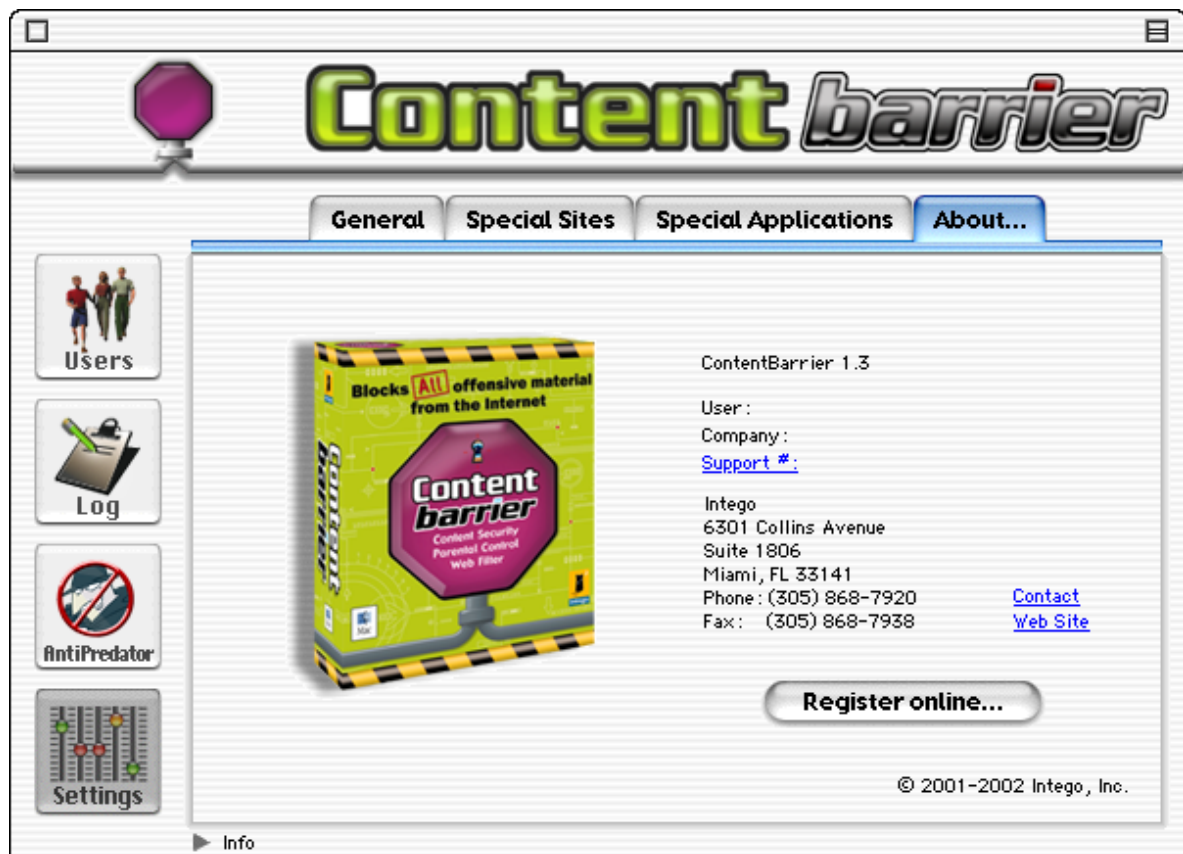 Content barrier
General Special Sites Special Applications About...
Users
Log
AntiPredator
Settings
Blocks All offensive material
from the Internet
Content
barrier
Content Security
Parental Control
Web Filter
Content
barrier
Mac
ContentBarrier 1.3
User :
Company :
Support #:
Intego
6301 Collins Avenue
Suite 1806
Miami, FL 33141
Phone : (305) 868-7920 Contact
Fax : (305) 868-7938 Web Site
Register online...
© 2001-2002 Intego, Inc.
Info